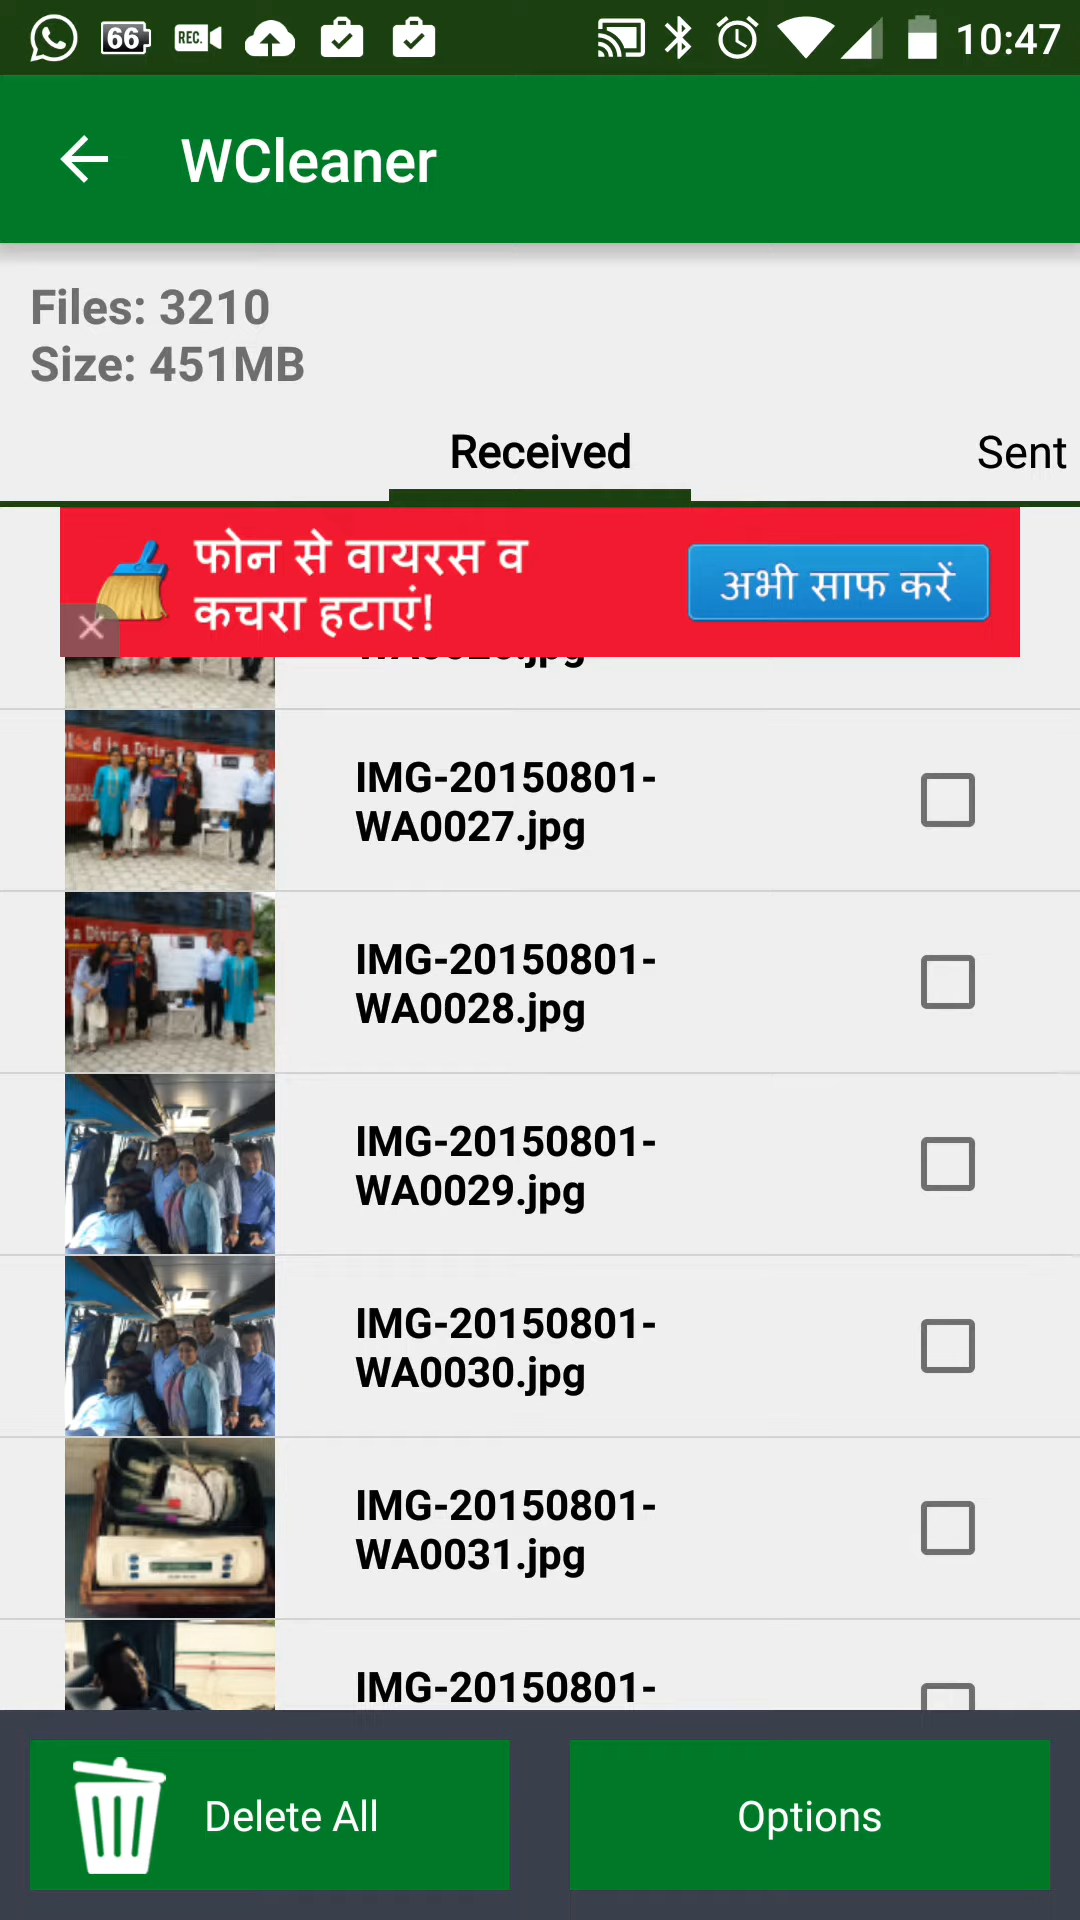 66 REC. 10:47
WCleaner
Files: 3210
Size: 451MB
Received Sent
फोन से वायरस व
कचरा हटाएं!
अभी साफ करें
IMG-20150801-
WA0027.jpg
IMG-20150801-
WA0028.jpg
IMG-20150801-
WA0029.jpg
IMG-20150801-
WA0030.jpg
IMG-20150801-
WA0031.jpg
IMG-20150801-
Delete All
Options